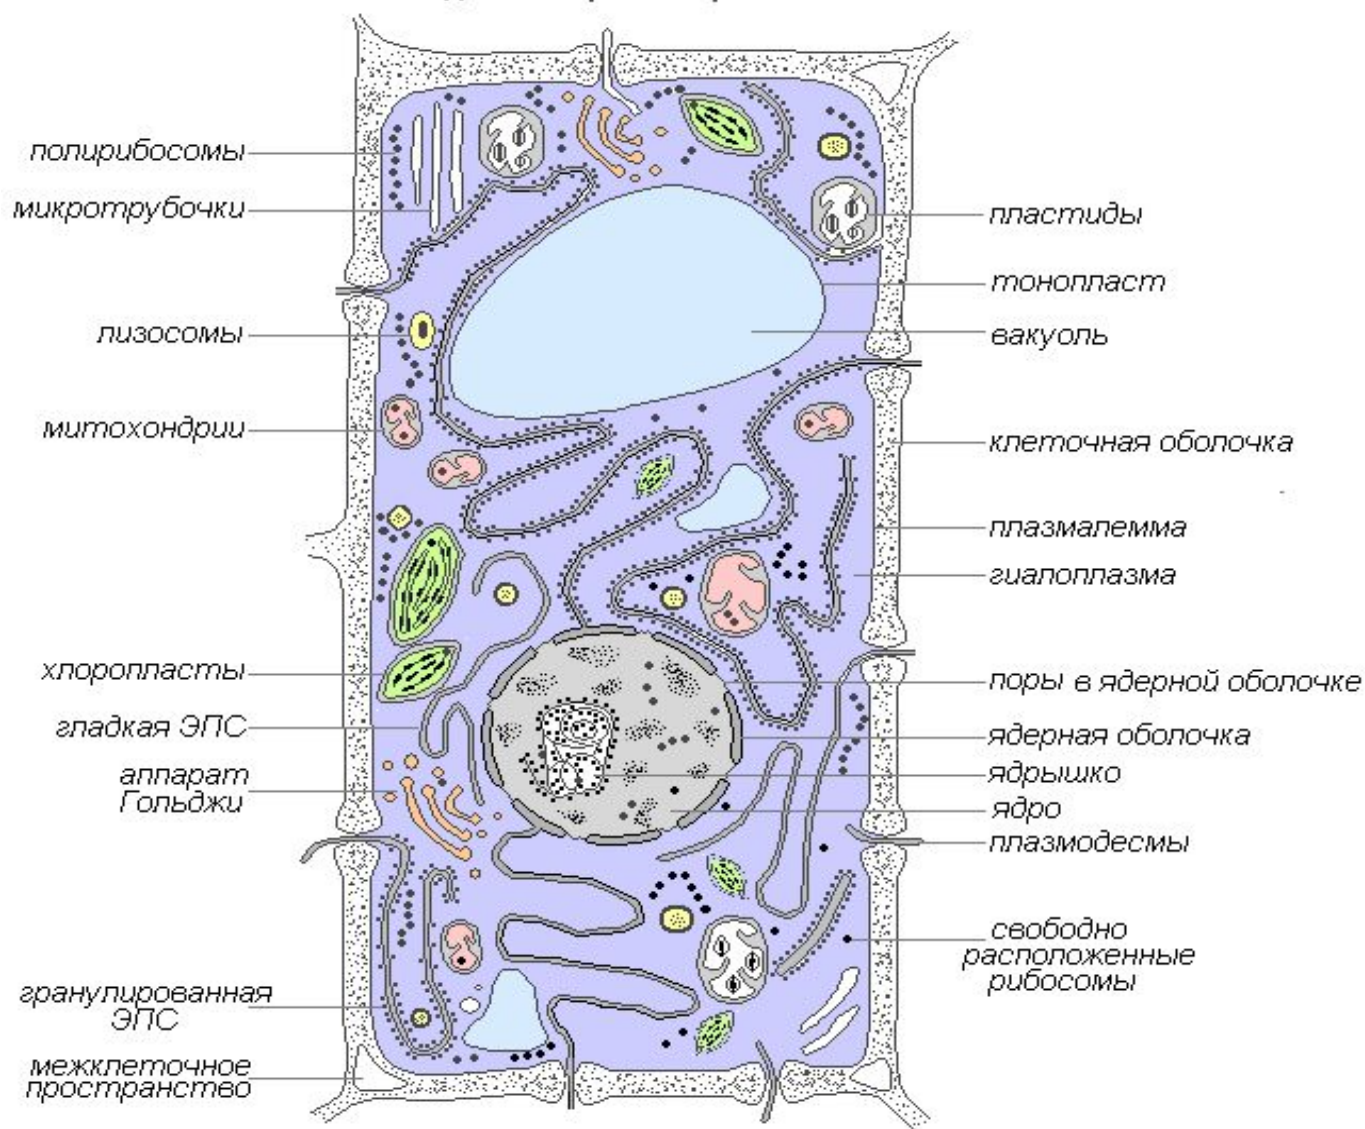 полирибосомы
микротрубочки
лизосомы
митохондрии
хлоропласты
гладкая ЭПС
аппарат
Гольджи
гранулированная
ЭПС
межклеточное
пространство
пластиды
тонопласт
вакуоль
клеточная оболочка
плазмалемма
гиалоплазма
поры в ядерной оболочке
ядерная оболочка
ядрышко
ядро
плазмодесмы
свободно
расположенные
рибосомы